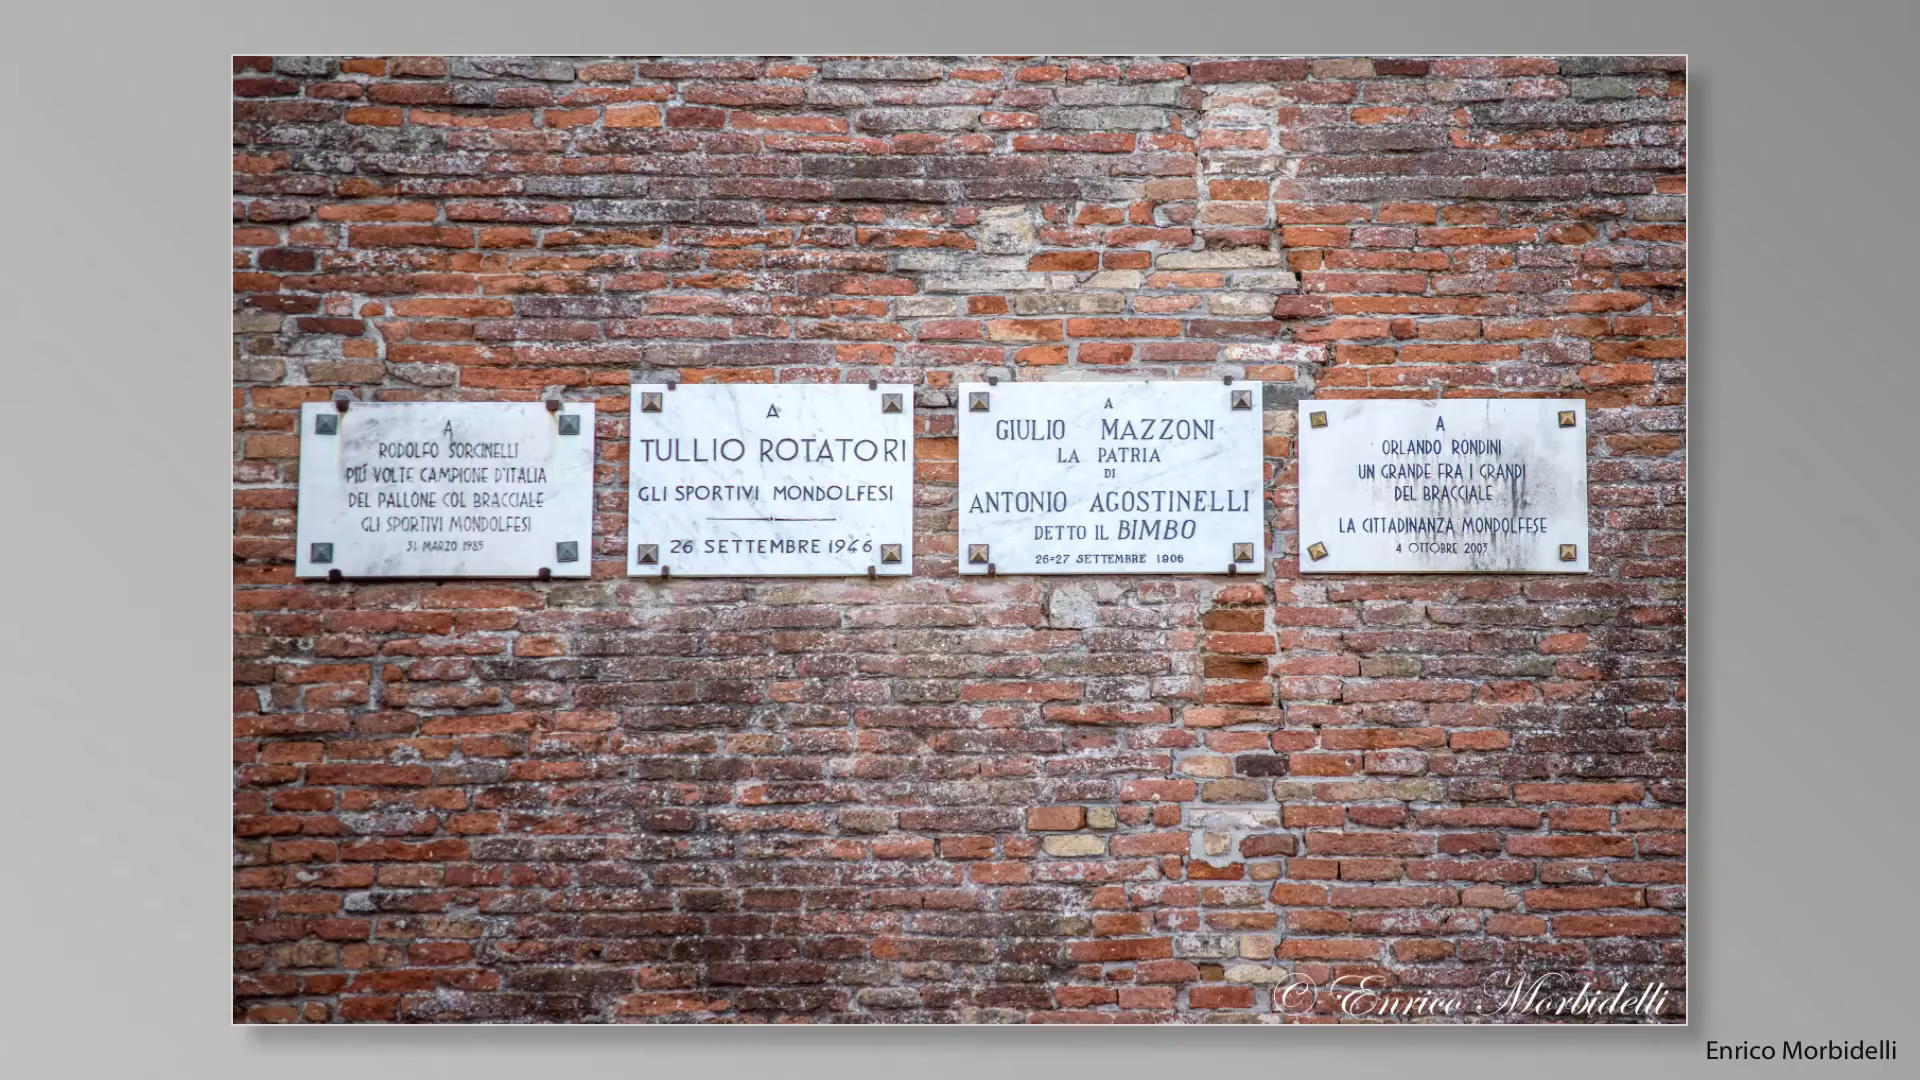 A
RODOLFO SORCINELLI
PIÚ VOLTE CAMPIONE D'ITALIA
DEL PALLONE COL BRACCIALE
GLI SPORTIVI MONDOLFESI
31 MARZO 1985
A
TULLIO ROTATORI
GLI SPORTIVI MONDOLFESI
26 SETTEMBRE 1946
A
GIULIO MAZZONI
LA PATRIA
DI
ANTONIO AGOSTINELLI
DETTO IL BIMBO
26=27 SETTEMBRE 1906
A
ORLANDO RONDINI
UN GRANDE FRA I GRANDI
DEL BRACCIALE
LA CITTADINANZA MONDOLFESE
4 OTTOBRE 2003
© Enrico Morbidelli
Enrico Morbidelli